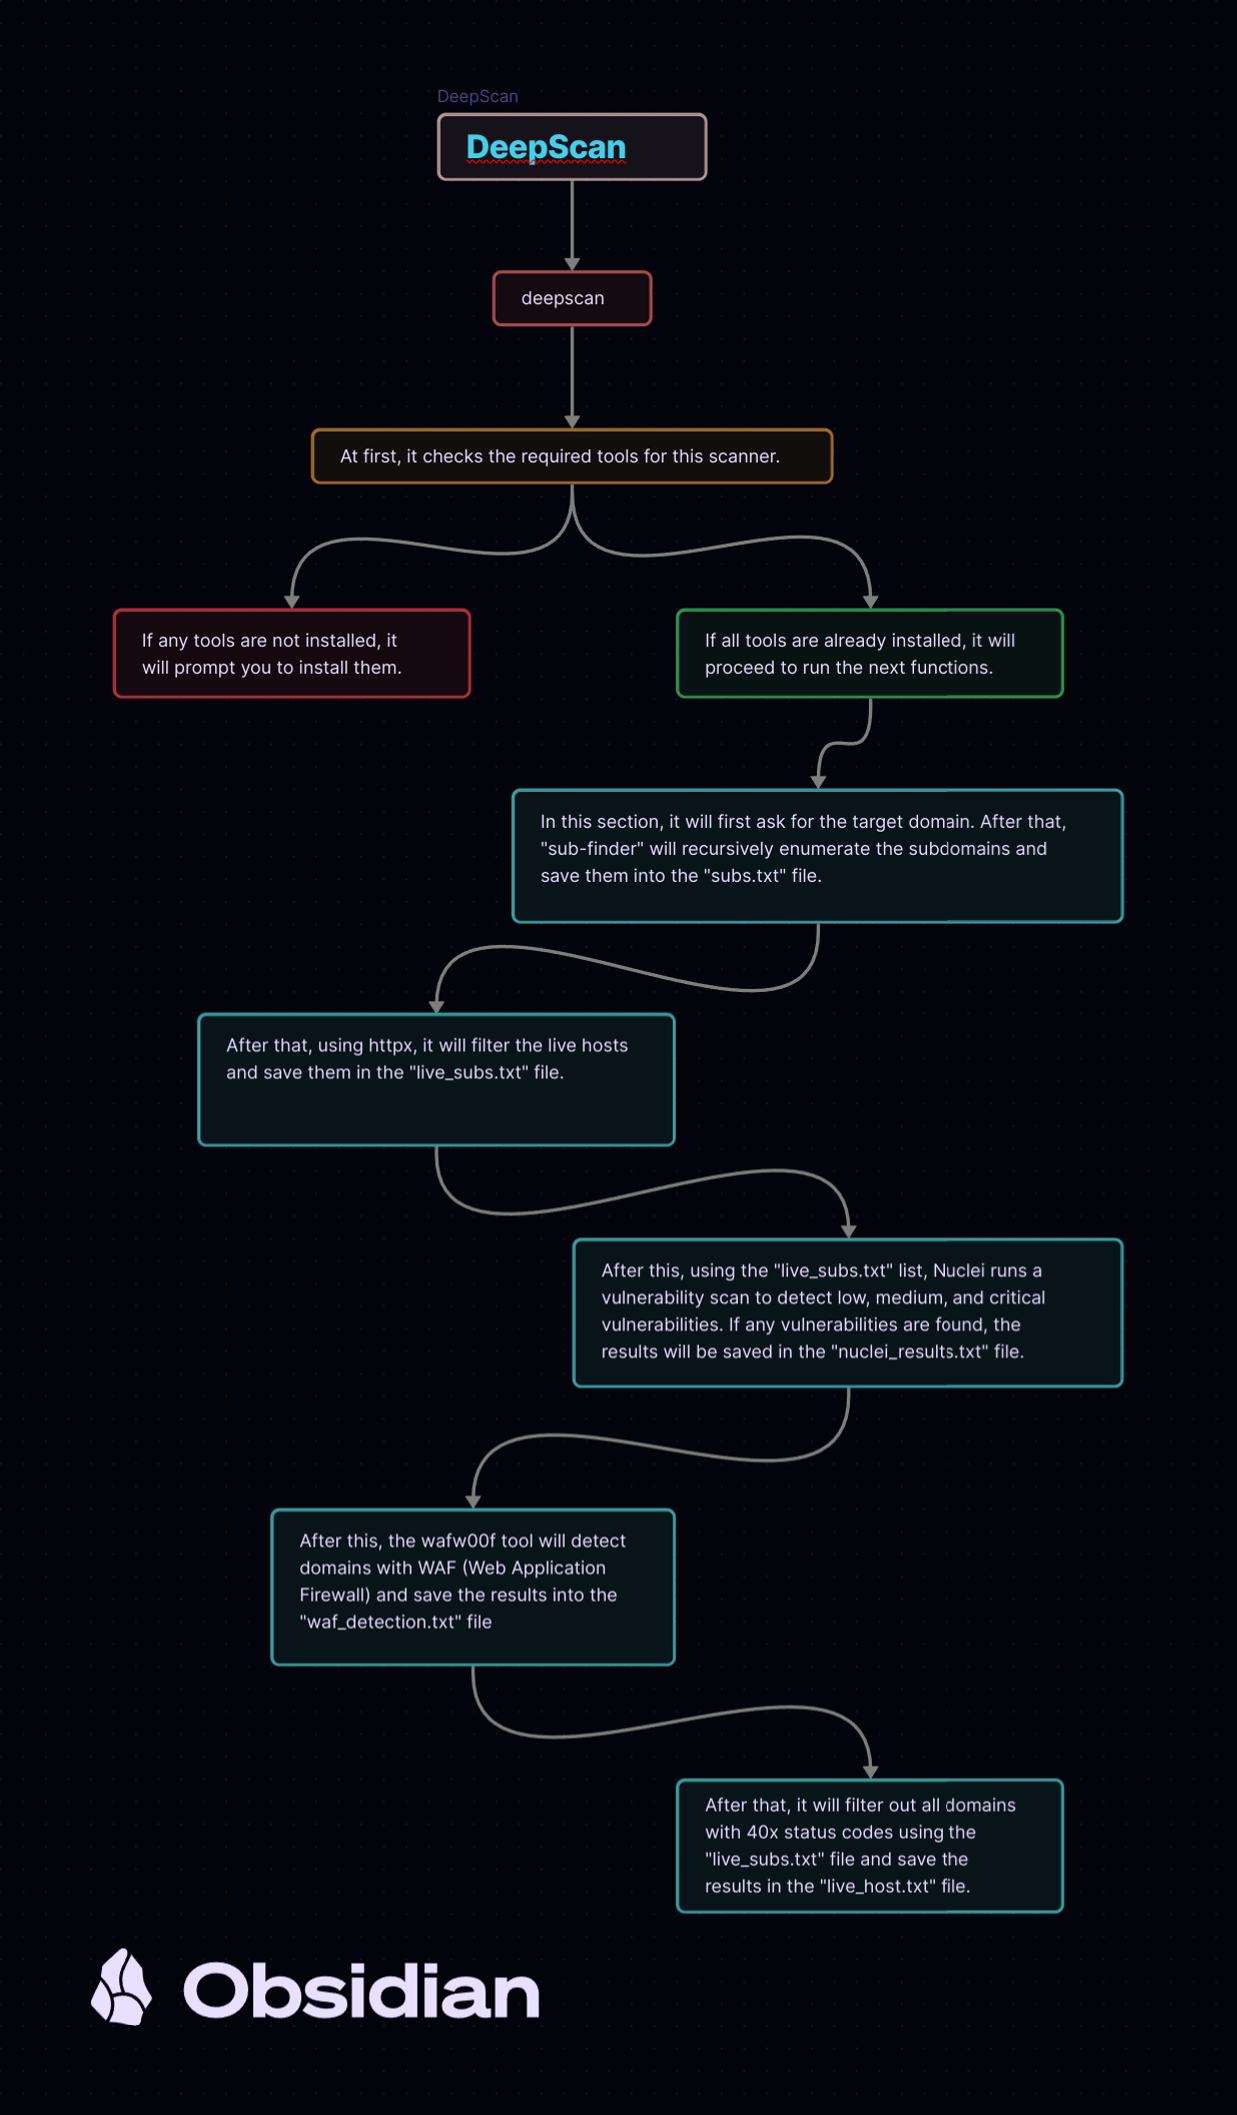 DeepScan
DeepScan
deepscan
At first, it checks the required tools for this scanner.
If any tools are not installed, it
will prompt you to install them.
If all tools are already installed, it will
proceed to run the next functions.
In this section, it will first ask for the target domain. After that,
"sub-finder" will recursively enumerate the subdomains and
save them into the "subs.txt" file.
After that, using httpx, it will filter the live hosts
and save them in the "live_subs.txt" file.
After this, using the "live_subs.txt" list, Nuclei runs a
vulnerability scan to detect low, medium, and critical
vulnerabilities. If any vulnerabilities are found, the
results will be saved in the "nuclei_results.txt" file.
After this, the wafw00f tool will detect
domains with WAF (Web Application
Firewall) and save the results into the
"waf_detection.txt" file
After that, it will filter out all domains
with 40x status codes using the
"live_subs.txt" file and save the
results in the "live_host.txt" file.
Obsidian